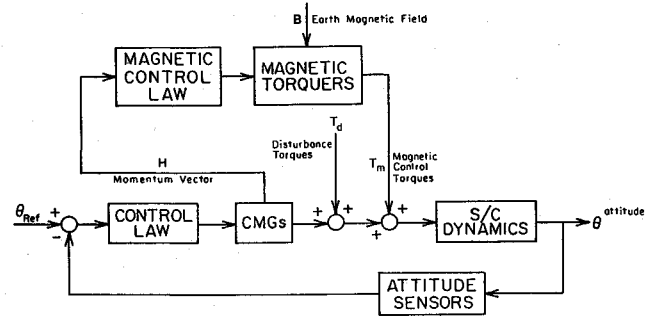 B Earth Magnetic Field
MAGNETIC
CONTROL
LAW
MAGNETIC
TORQUERS
T_d
Disturbance
Torques
T_m
Magnetic
Control
Torques
H
Momentum Vector
θ_Ref
+
−
CONTROL
LAW
CMGs
+ +
+ +
S/C
DYNAMICS
θ attitude
ATTITUDE
SENSORS